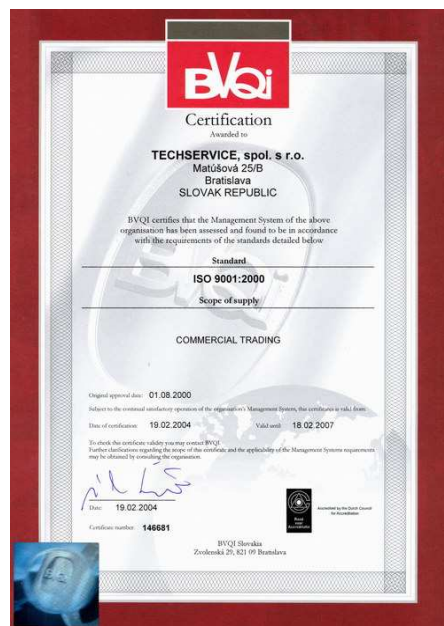 BVQi
Certification
Awarded to
TECHSERVICE, spol. s r.o.
Matúšová 25/B
Bratislava
SLOVAK REPUBLIC
BVQI certifies that the Management System of the above
organisation has been assessed and found to be in accordance
with the requirements of the standards detailed below
Standard
ISO 9001:2000
Scope of supply
COMMERCIAL TRADING
Original approval date: 01.08.2000
Subject to the continual satisfactory operation of the organisation's Management System, this certificate is valid from:
Date of certification: 19.02.2004 Valid until: 18.02.2007
To check this certificate validity you may contact BVQI
Further clarifications regarding the scope of this certificate and the applicability of the Management Systems requirements
may be obtained by consulting the organisation.
Date: 19.02.2004
Certificate number: 146681
Raad
voor
Accreditatie
Accredited by the Dutch Council
for Accreditation
BVQI Slovakia
Zvolenská 29, 821 09 Bratislava